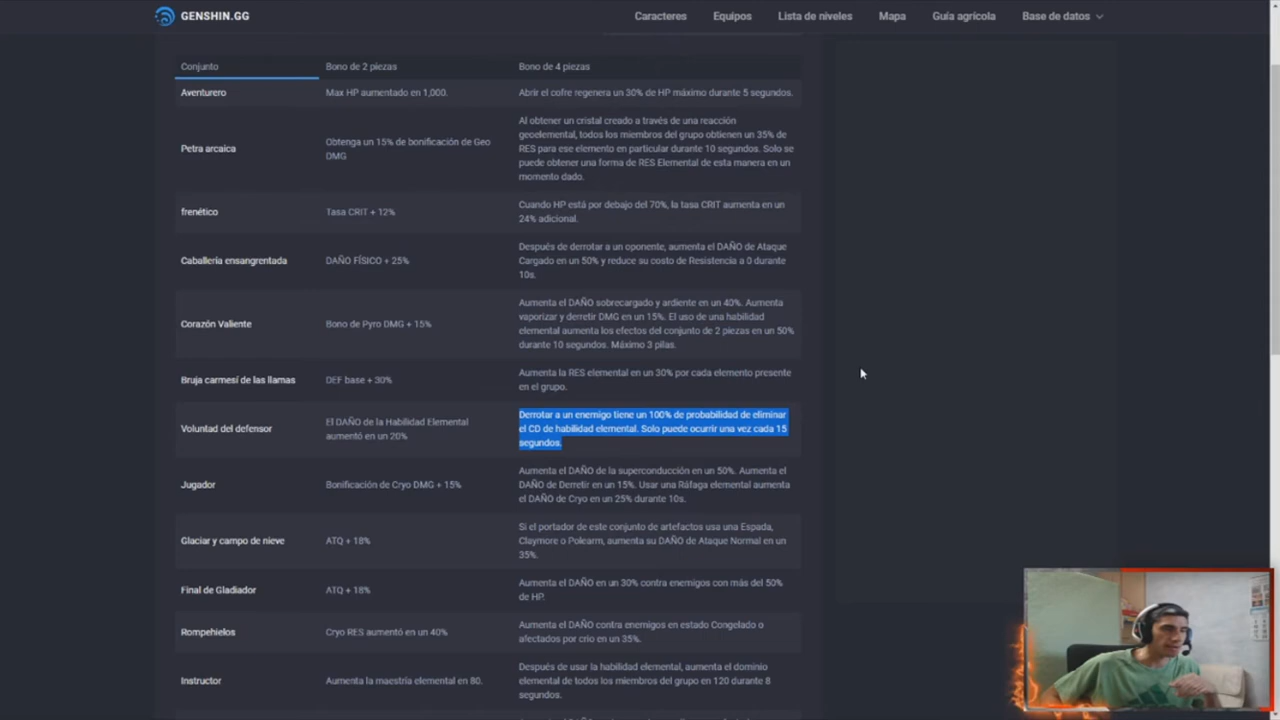 GENSHIN.GG
Caracteres
Equipos
Lista de niveles
Mapa
Guía agrícola
Base de datos
Conjunto
Bono de 2 piezas
Bono de 4 piezas
Aventurero
Max HP aumentado en 1,000.
Abrir el cofre regenera un 30% de HP máximo durante 5 segundos.
Petra arcaica
Obtenga un 15% de bonificación de Geo
DMG
Al obtener un cristal creado a través de una reacción
geoelemental, todos los miembros del grupo obtienen un 35% de
RES para ese elemento en particular durante 10 segundos. Solo se
puede obtener una forma de RES Elemental de esta manera en un
momento dado.
frenético
Tasa CRIT + 12%
Cuando HP está por debajo del 70%, la tasa CRIT aumenta en un
24% adicional.
Caballería ensangrentada
DAÑO FÍSICO + 25%
Después de derrotar a un oponente, aumenta el DAÑO de Ataque
Cargado en un 50% y reduce su costo de Resistencia a 0 durante
10s.
Corazón Valiente
Bono de Pyro DMG + 15%
Aumenta el DAÑO sobrecargado y ardiente en un 40%. Aumenta
vaporizar y derretir DMG en un 15%. El uso de una habilidad
elemental aumenta los efectos del conjunto de 2 piezas en un 50%
durante 10 segundos. Máximo 3 pilas.
Bruja carmesí de las llamas
DEF base + 30%
Aumenta la RES elemental en un 30% por cada elemento presente
en el grupo.
Voluntad del defensor
El DAÑO de la Habilidad Elemental
aumentó en un 20%
Derrotar a un enemigo tiene un 100% de probabilidad de eliminar
el CD de habilidad elemental. Solo puede ocurrir una vez cada 15
segundos.
Jugador
Bonificación de Cryo DMG + 15%
Aumenta el DAÑO de la superconducción en un 50%. Aumenta el
DAÑO de Derretir en un 15%. Usar una Ráfaga elemental aumenta
el DAÑO de Cryo en un 25% durante 10s.
Glaciar y campo de nieve
ATQ + 18%
Si el portador de este conjunto de artefactos usa una Espada,
Claymore o Polearm, aumenta su DAÑO de Ataque Normal en un
35%.
Final de Gladiador
ATQ + 18%
Aumenta el DAÑO en un 30% contra enemigos con más del 50%
de HP.
Rompehielos
Cryo RES aumentó en un 40%
Aumenta el DAÑO contra enemigos en estado Congelado o
afectados por crio en un 35%.
Instructor
Aumenta la maestría elemental en 80.
Después de usar la habilidad elemental, aumenta el dominio
elemental de todos los miembros del grupo en 120 durante 8
segundos.